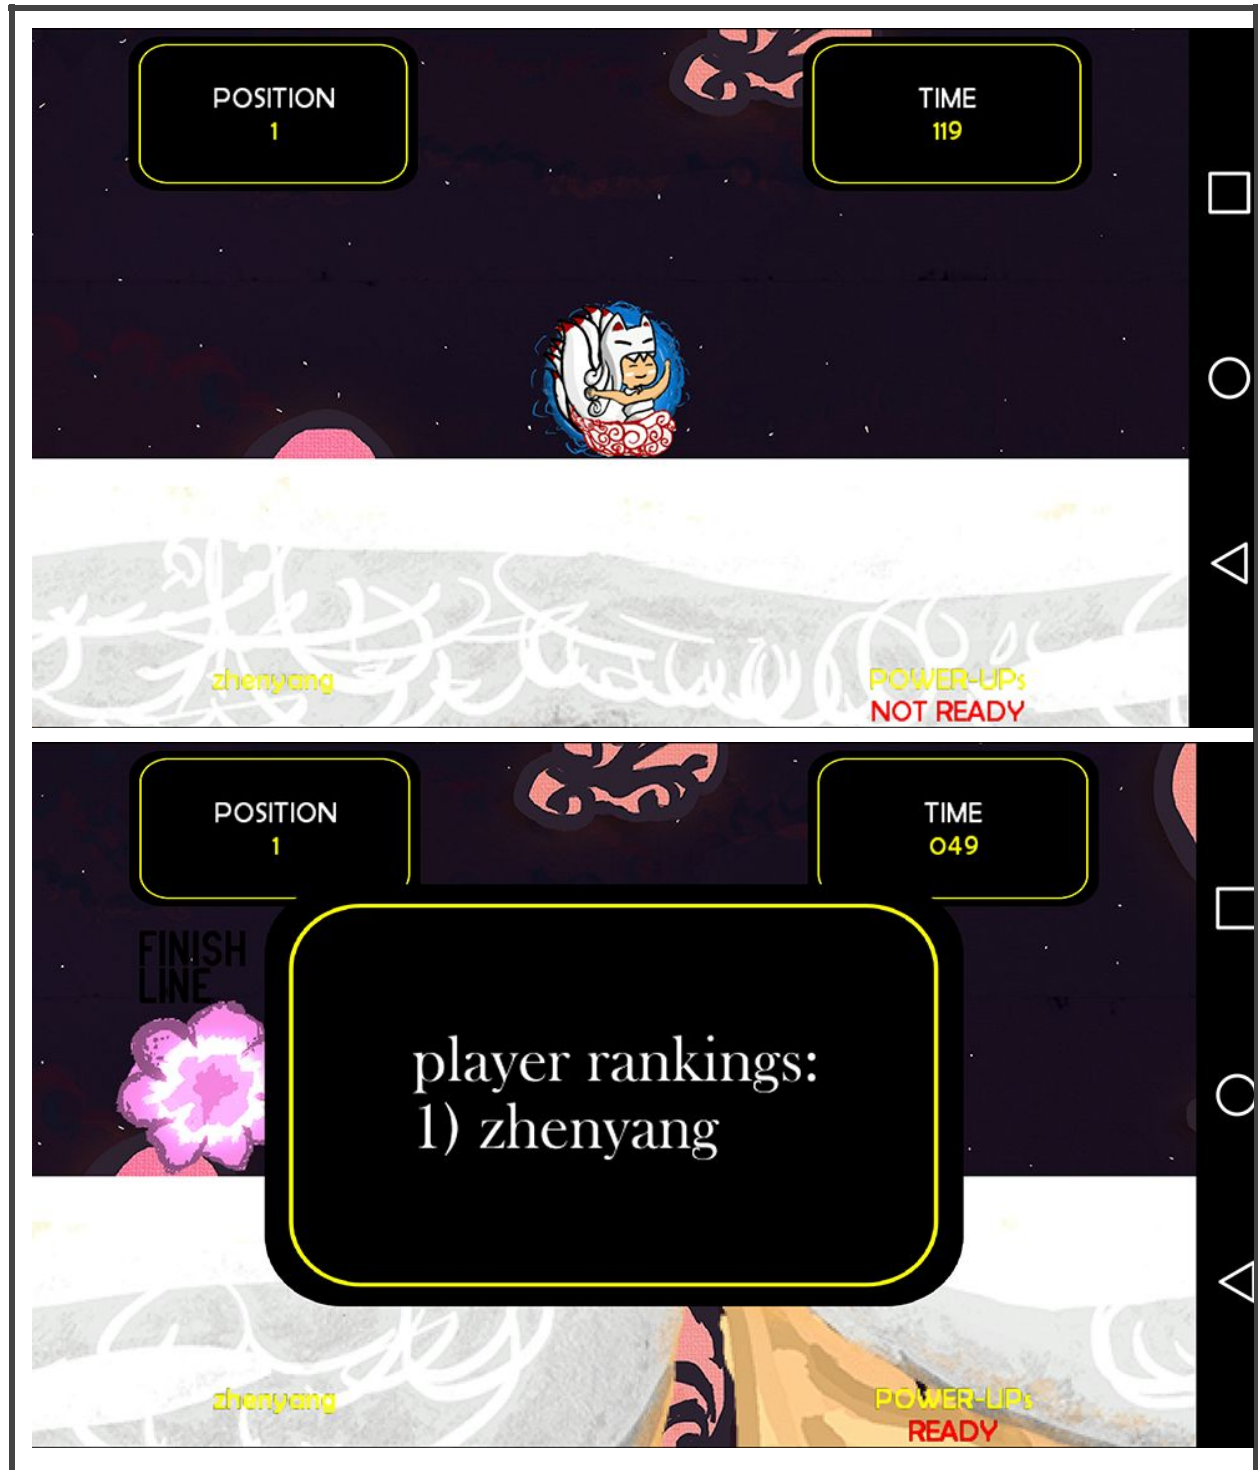 POSITION
1
TIME
119
zhenyang
POWER-UPs
NOT READY
POSITION
1
TIME
049
FINISH
LINE
player rankings:
1) zhenyang
zhenyang
POWER-UPs
READY